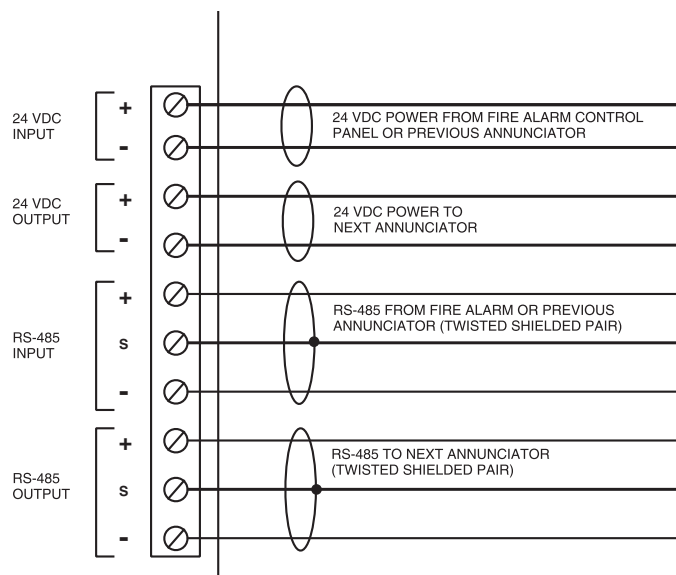 24 VDC
INPUT
+
-
24 VDC POWER FROM FIRE ALARM CONTROL
PANEL OR PREVIOUS ANNUNCIATOR
24 VDC
OUTPUT
+
-
24 VDC POWER TO
NEXT ANNUNCIATOR
RS-485
INPUT
+
S
-
RS-485 FROM FIRE ALARM OR PREVIOUS
ANNUNCIATOR (TWISTED SHIELDED PAIR)
RS-485
OUTPUT
+
S
-
RS-485 TO NEXT ANNUNCIATOR
(TWISTED SHIELDED PAIR)